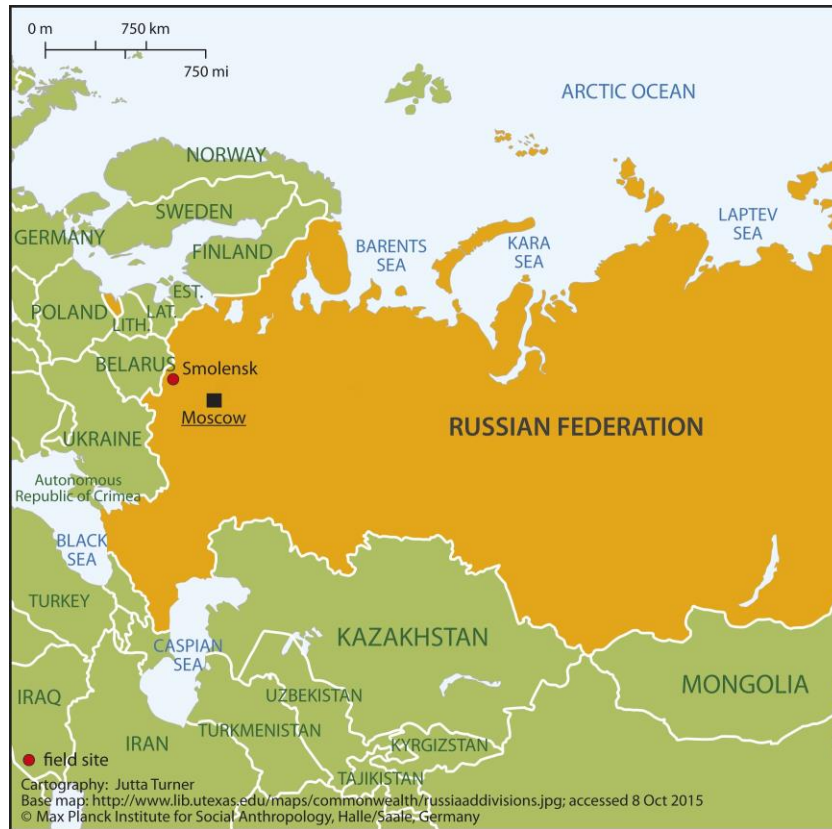 0 m 750 km
750 mi
ARCTIC OCEAN
NORWAY
SWEDEN
LAPTEV
SEA
GERMANY
FINLAND
BARENTS
SEA
KARA
SEA
EST.
POLAND
LAT.
LITH.
BELARUS
Smolensk
Moscow
RUSSIAN FEDERATION
UKRAINE
Autonomous
Republic of Crimea
BLACK
SEA
TURKEY
KAZAKHSTAN
CASPIAN
SEA
MONGOLIA
IRAQ
UZBEKISTAN
TURKMENISTAN
IRAN
KYRGIZSTAN
field site
TAJIKISTAN
Cartography: Jutta Turner
Base map: http://www.lib.utexas.edu/maps/commonwealth/russiaaddivisions.jpg; accessed 8 Oct 2015
© Max Planck Institute for Social Anthropology, Halle/Saale, Germany